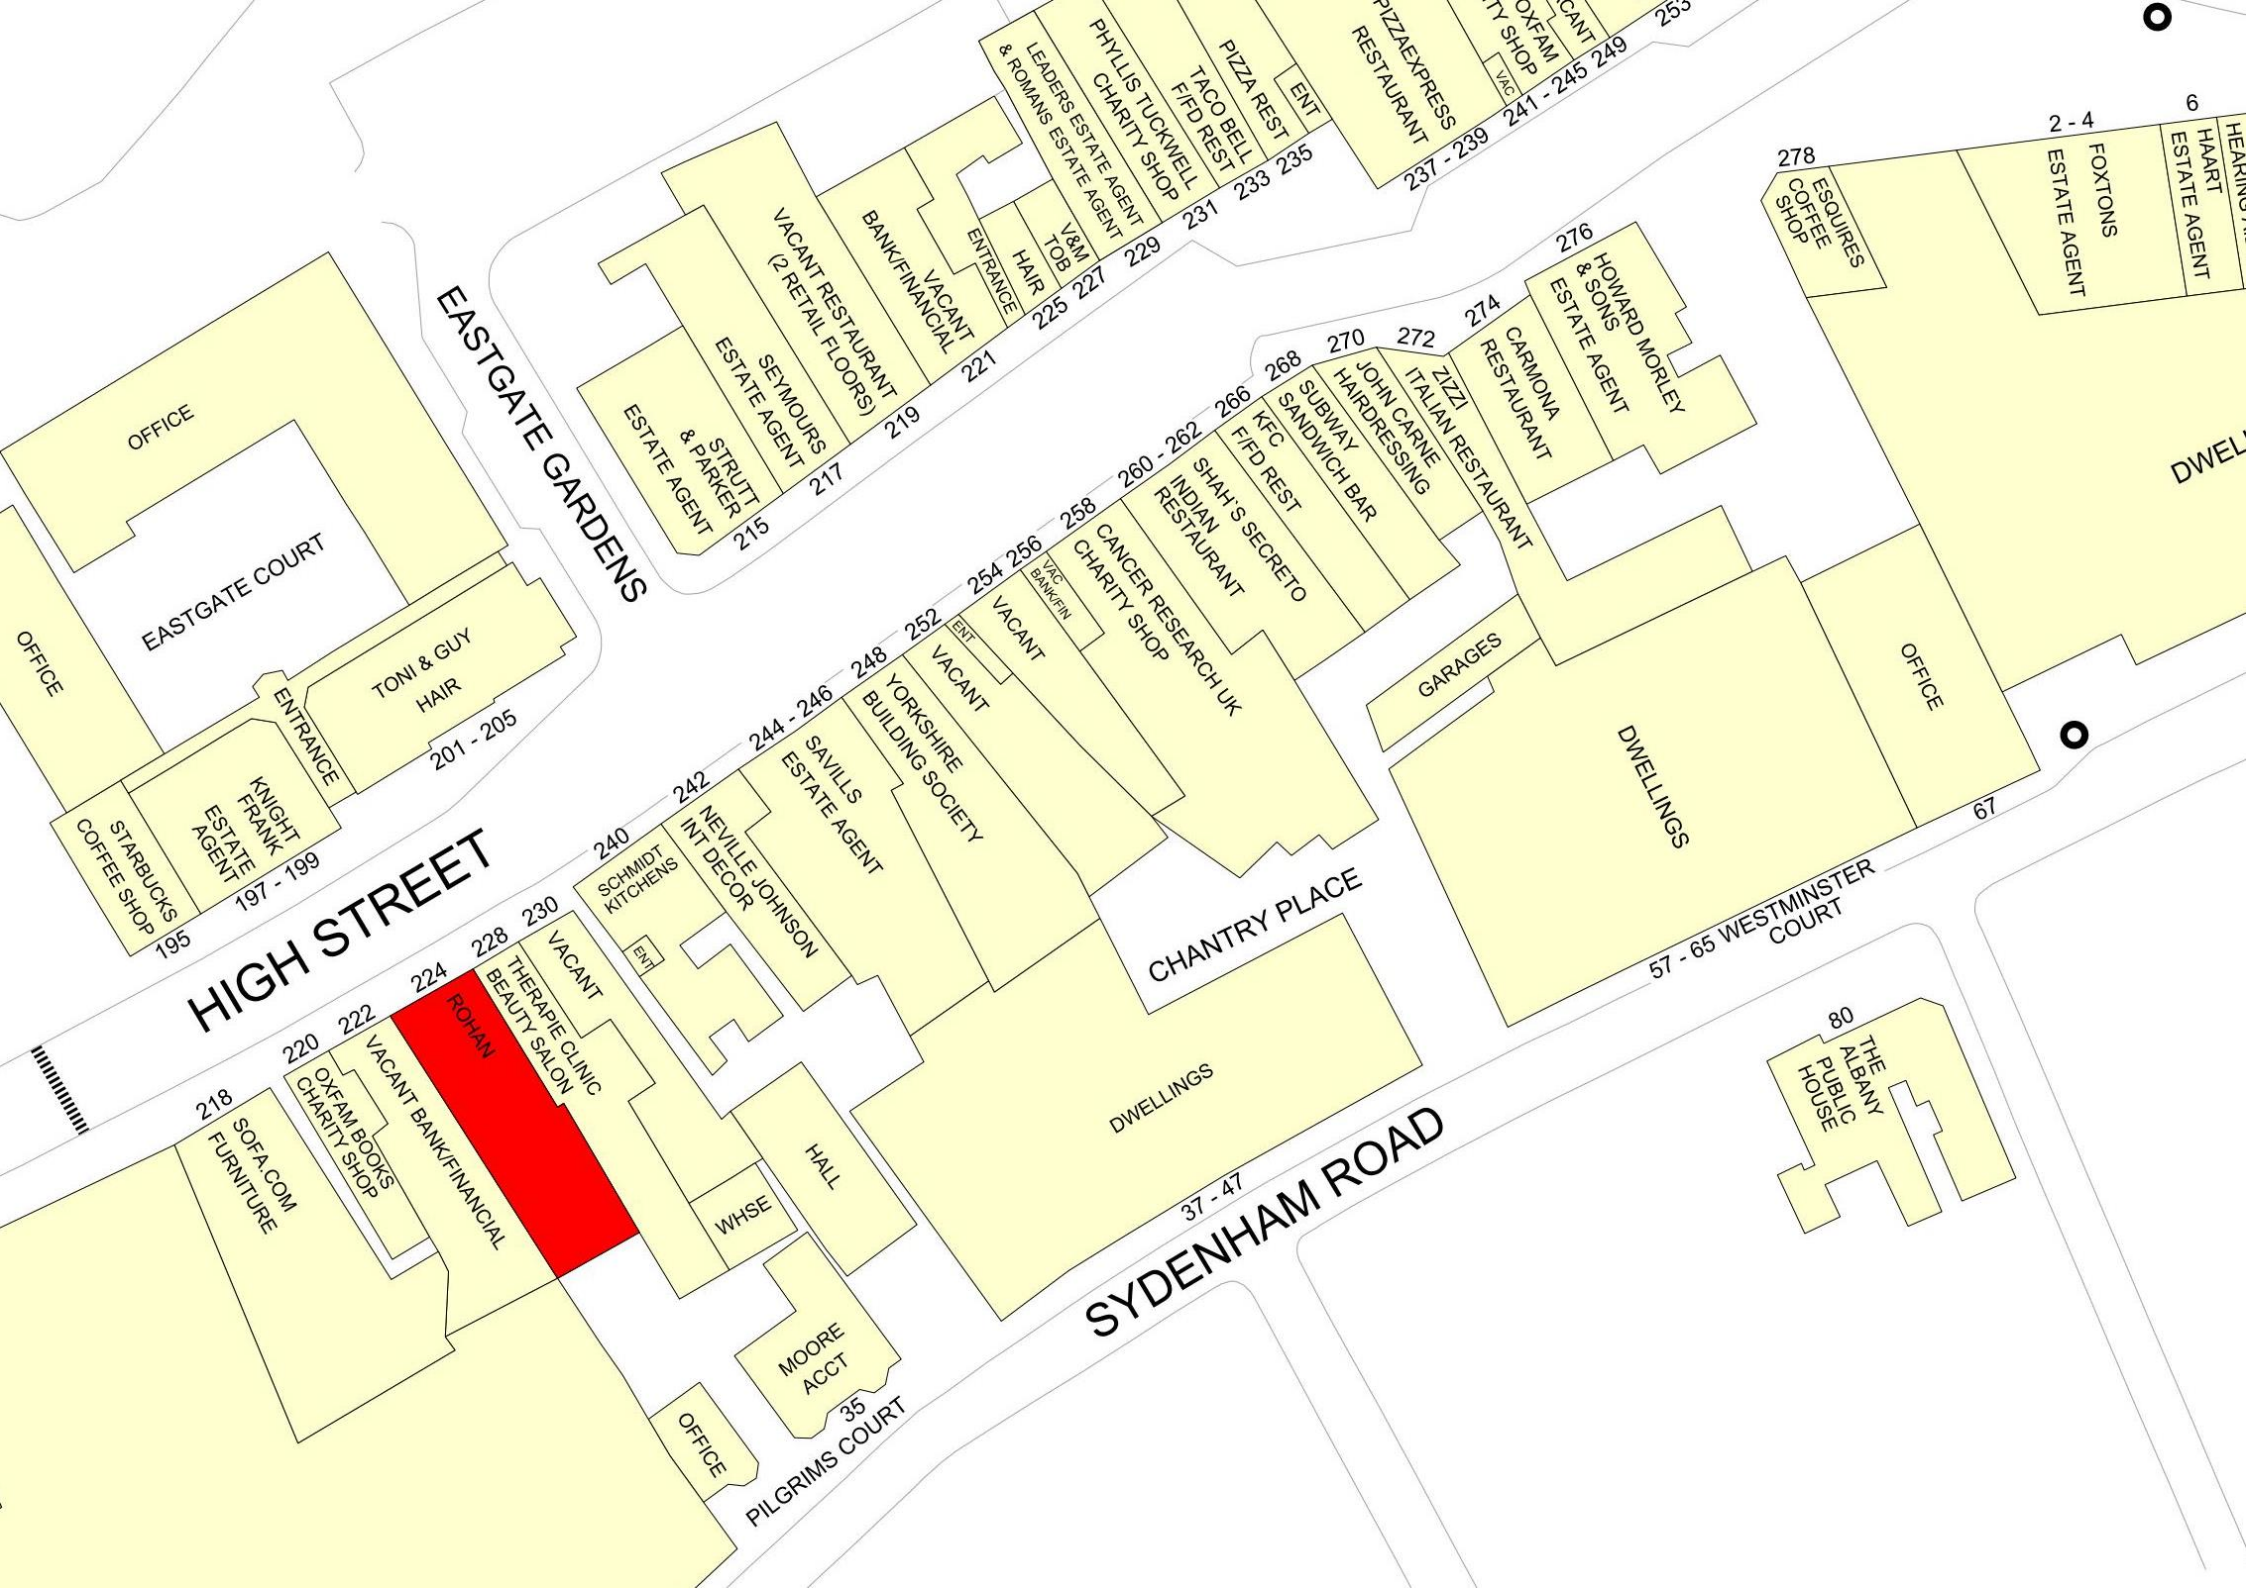 253
PIZZAEXPRESS
RESTAURANT
OXFAM
VAC
249
241 - 245
237 - 239
PIZZA REST
ENT
235
TACO BELL
F/FD REST
233
PHYLLIS TUCKWELL
CHARITY SHOP
231
LEADERS ESTATE AGENT
& ROMANS ESTATE AGENT
229
V&M
TOB
227
HAIR
225
ENTRANCE
VACANT
BANK/FINANCIAL
221
VACANT RESTAURANT
(2 RETAIL FLOORS)
219
SEYMOURS
ESTATE AGENT
217
STRUTT
& PARKER
ESTATE AGENT
215
EASTGATE GARDENS
6
HAART
ESTATE AGENT
2 - 4
FOXTONS
ESTATE AGENT
278
ESQUIRES
COFFEE
SHOP
276
HOWARD MORLEY
& SONS
ESTATE AGENT
274
CARMONA
RESTAURANT
272
ZIZZI
ITALIAN RESTAURANT
270
JOHN CARNE
HAIRDRESSING
268
SUBWAY
SANDWICH BAR
266
KFC
F/FD REST
260 - 262
SHAH'S SECRETO
INDIAN
RESTAURANT
258
CANCER RESEARCH UK
CHARITY SHOP
256
VAC
BANK/FIN
254
VACANT
ENT
252
VACANT
248
YORKSHIRE
BUILDING SOCIETY
244 - 246
SAVILLS
ESTATE AGENT
242
NEVILLE JOHNSON
INT DECOR
240
SCHMIDT
KITCHENS
ENT
230
VACANT
228
THERAPIE CLINIC
BEAUTY SALON
224
ROHAN
222
VACANT BANK/FINANCIAL
220
OXFAM BOOKS
CHARITY SHOP
218
SOFA.COM
FURNITURE
OFFICE
EASTGATE COURT
OFFICE
TONI & GUY
HAIR
201 - 205
ENTRANCE
KNIGHT
FRANK
ESTATE
AGENT
197 - 199
STARBUCKS
COFFEE SHOP
195
HIGH STREET
GARAGES
DWELLINGS
OFFICE
67
57 - 65 WESTMINSTER
COURT
CHANTRY PLACE
DWELLINGS
37 - 47
SYDENHAM ROAD
80
THE
ALBANY
PUBLIC
HOUSE
HALL
WHSE
MOORE
ACCT
35
PILGRIMS COURT
OFFICE